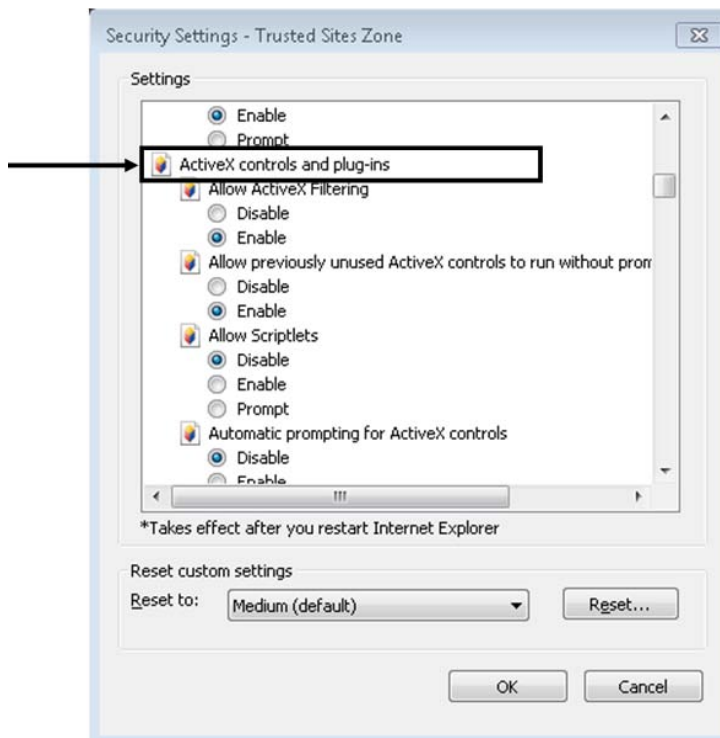 Security Settings - Trusted Sites Zone
Settings
Enable
Prompt
ActiveX controls and plug-ins
Allow ActiveX Filtering
Disable
Enable
Allow previously unused ActiveX controls to run without prom
Disable
Enable
Allow Scriptlets
Disable
Enable
Prompt
Automatic prompting for ActiveX controls
Disable
Enable
*Takes effect after you restart Internet Explorer
Reset custom settings
Reset to: Medium (default) Reset...
OK Cancel